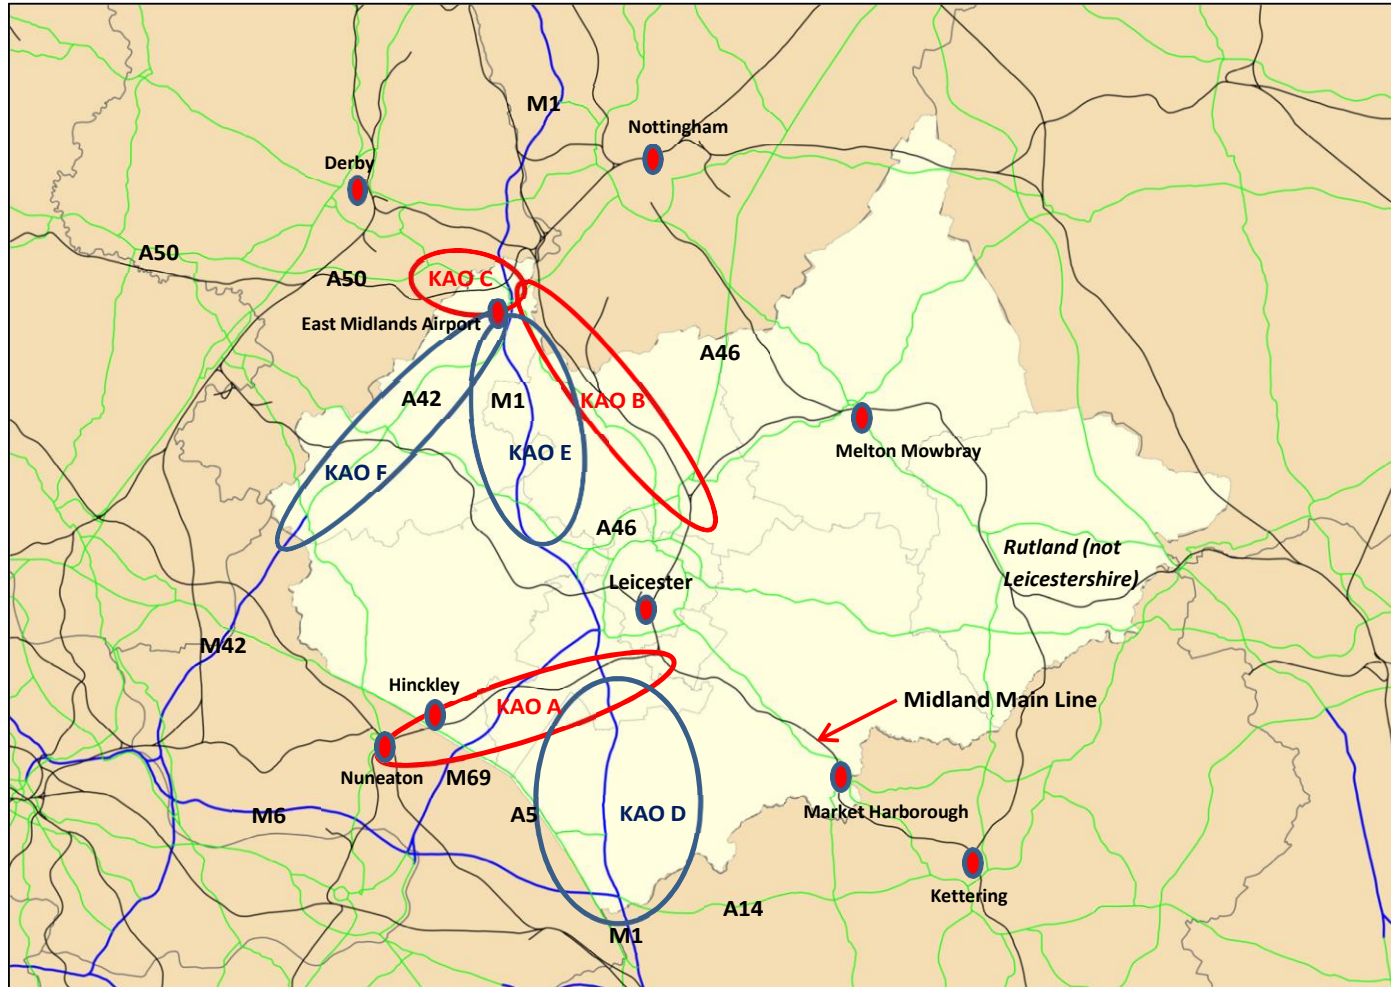 M1
Nottingham
Derby
A50
A50
KAO C
East Midlands Airport
A46
A42
M1
KAO B
Melton Mowbray
KAO E
KAO F
A46
Rutland (not
Leicestershire)
Leicester
M42
Hinckley
KAO A
Midland Main Line
Nuneaton
M69
A5
KAO D
Market Harborough
M6
Kettering
A14
M1